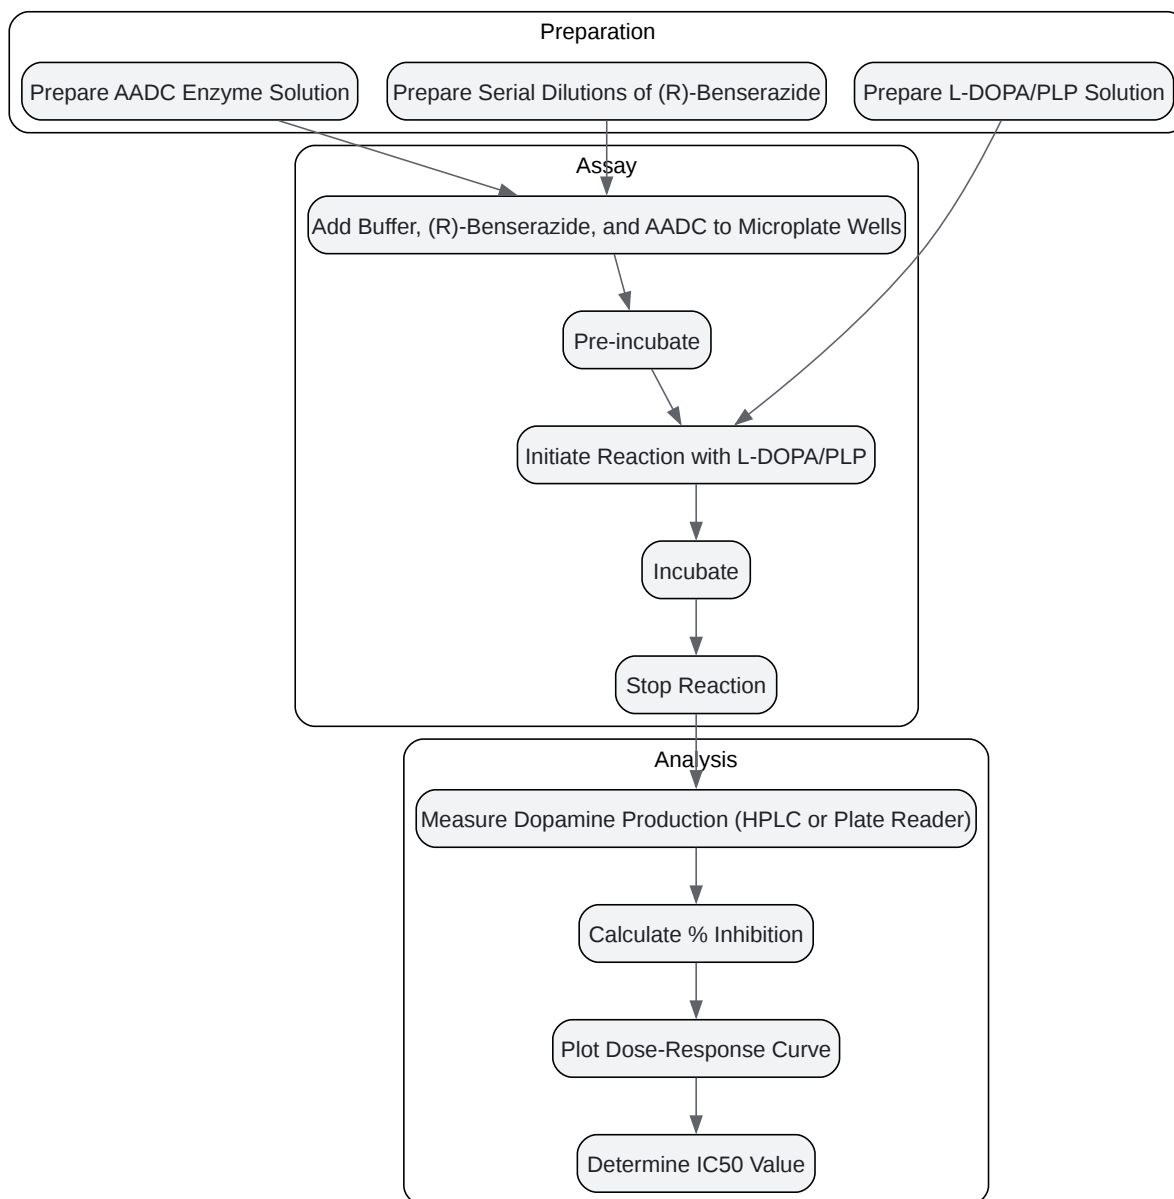 Preparation
Prepare AADC Enzyme Solution
Prepare Serial Dilutions of (R)-Benserazide
Prepare L-DOPA/PLP Solution
Assay
Add Buffer, (R)-Benserazide, and AADC to Microplate Wells
Pre-incubate
Initiate Reaction with L-DOPA/PLP
Incubate
Stop Reaction
Analysis
Measure Dopamine Production (HPLC or Plate Reader)
Calculate % Inhibition
Plot Dose-Response Curve
Determine IC50 Value